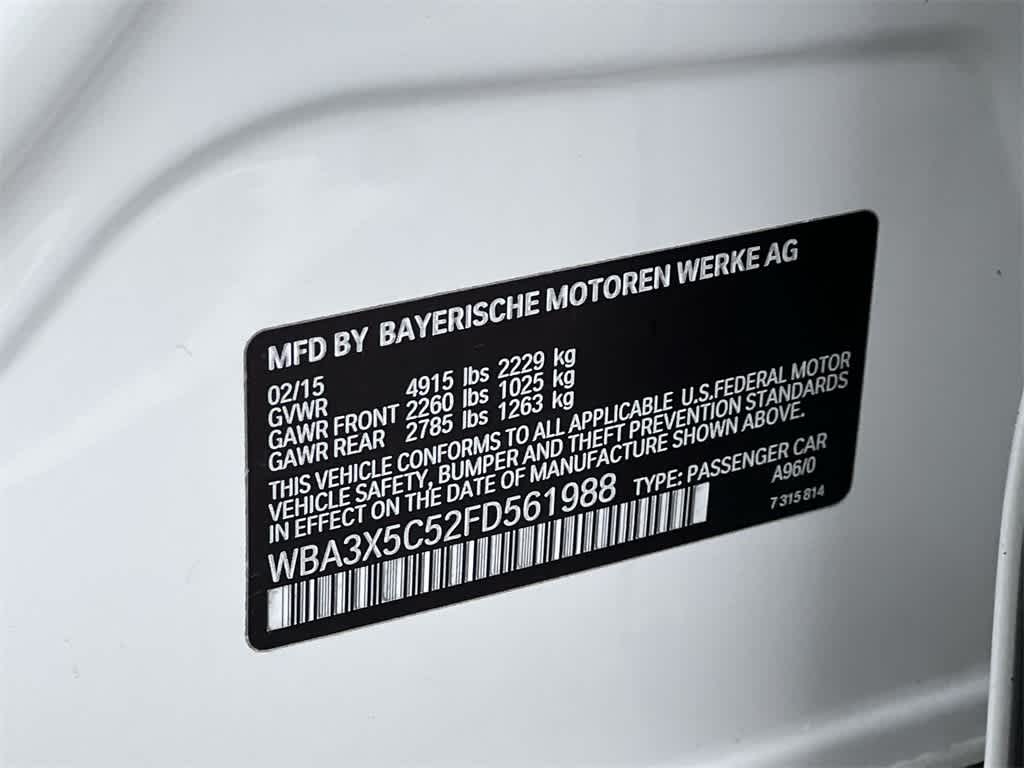 MFD BY BAYERISCHE MOTOREN WERKE AG
02/15
GVWR 4915 lbs 2229 kg
GAWR FRONT 2260 lbs 1025 kg
GAWR REAR 2785 lbs 1263 kg
THIS VEHICLE CONFORMS TO ALL APPLICABLE U.S.FEDERAL MOTOR
VEHICLE SAFETY, BUMPER AND THEFT PREVENTION STANDARDS
IN EFFECT ON THE DATE OF MANUFACTURE SHOWN ABOVE.
WBA3X5C52FD561988 TYPE: PASSENGER CAR
A96/0
7 315 814